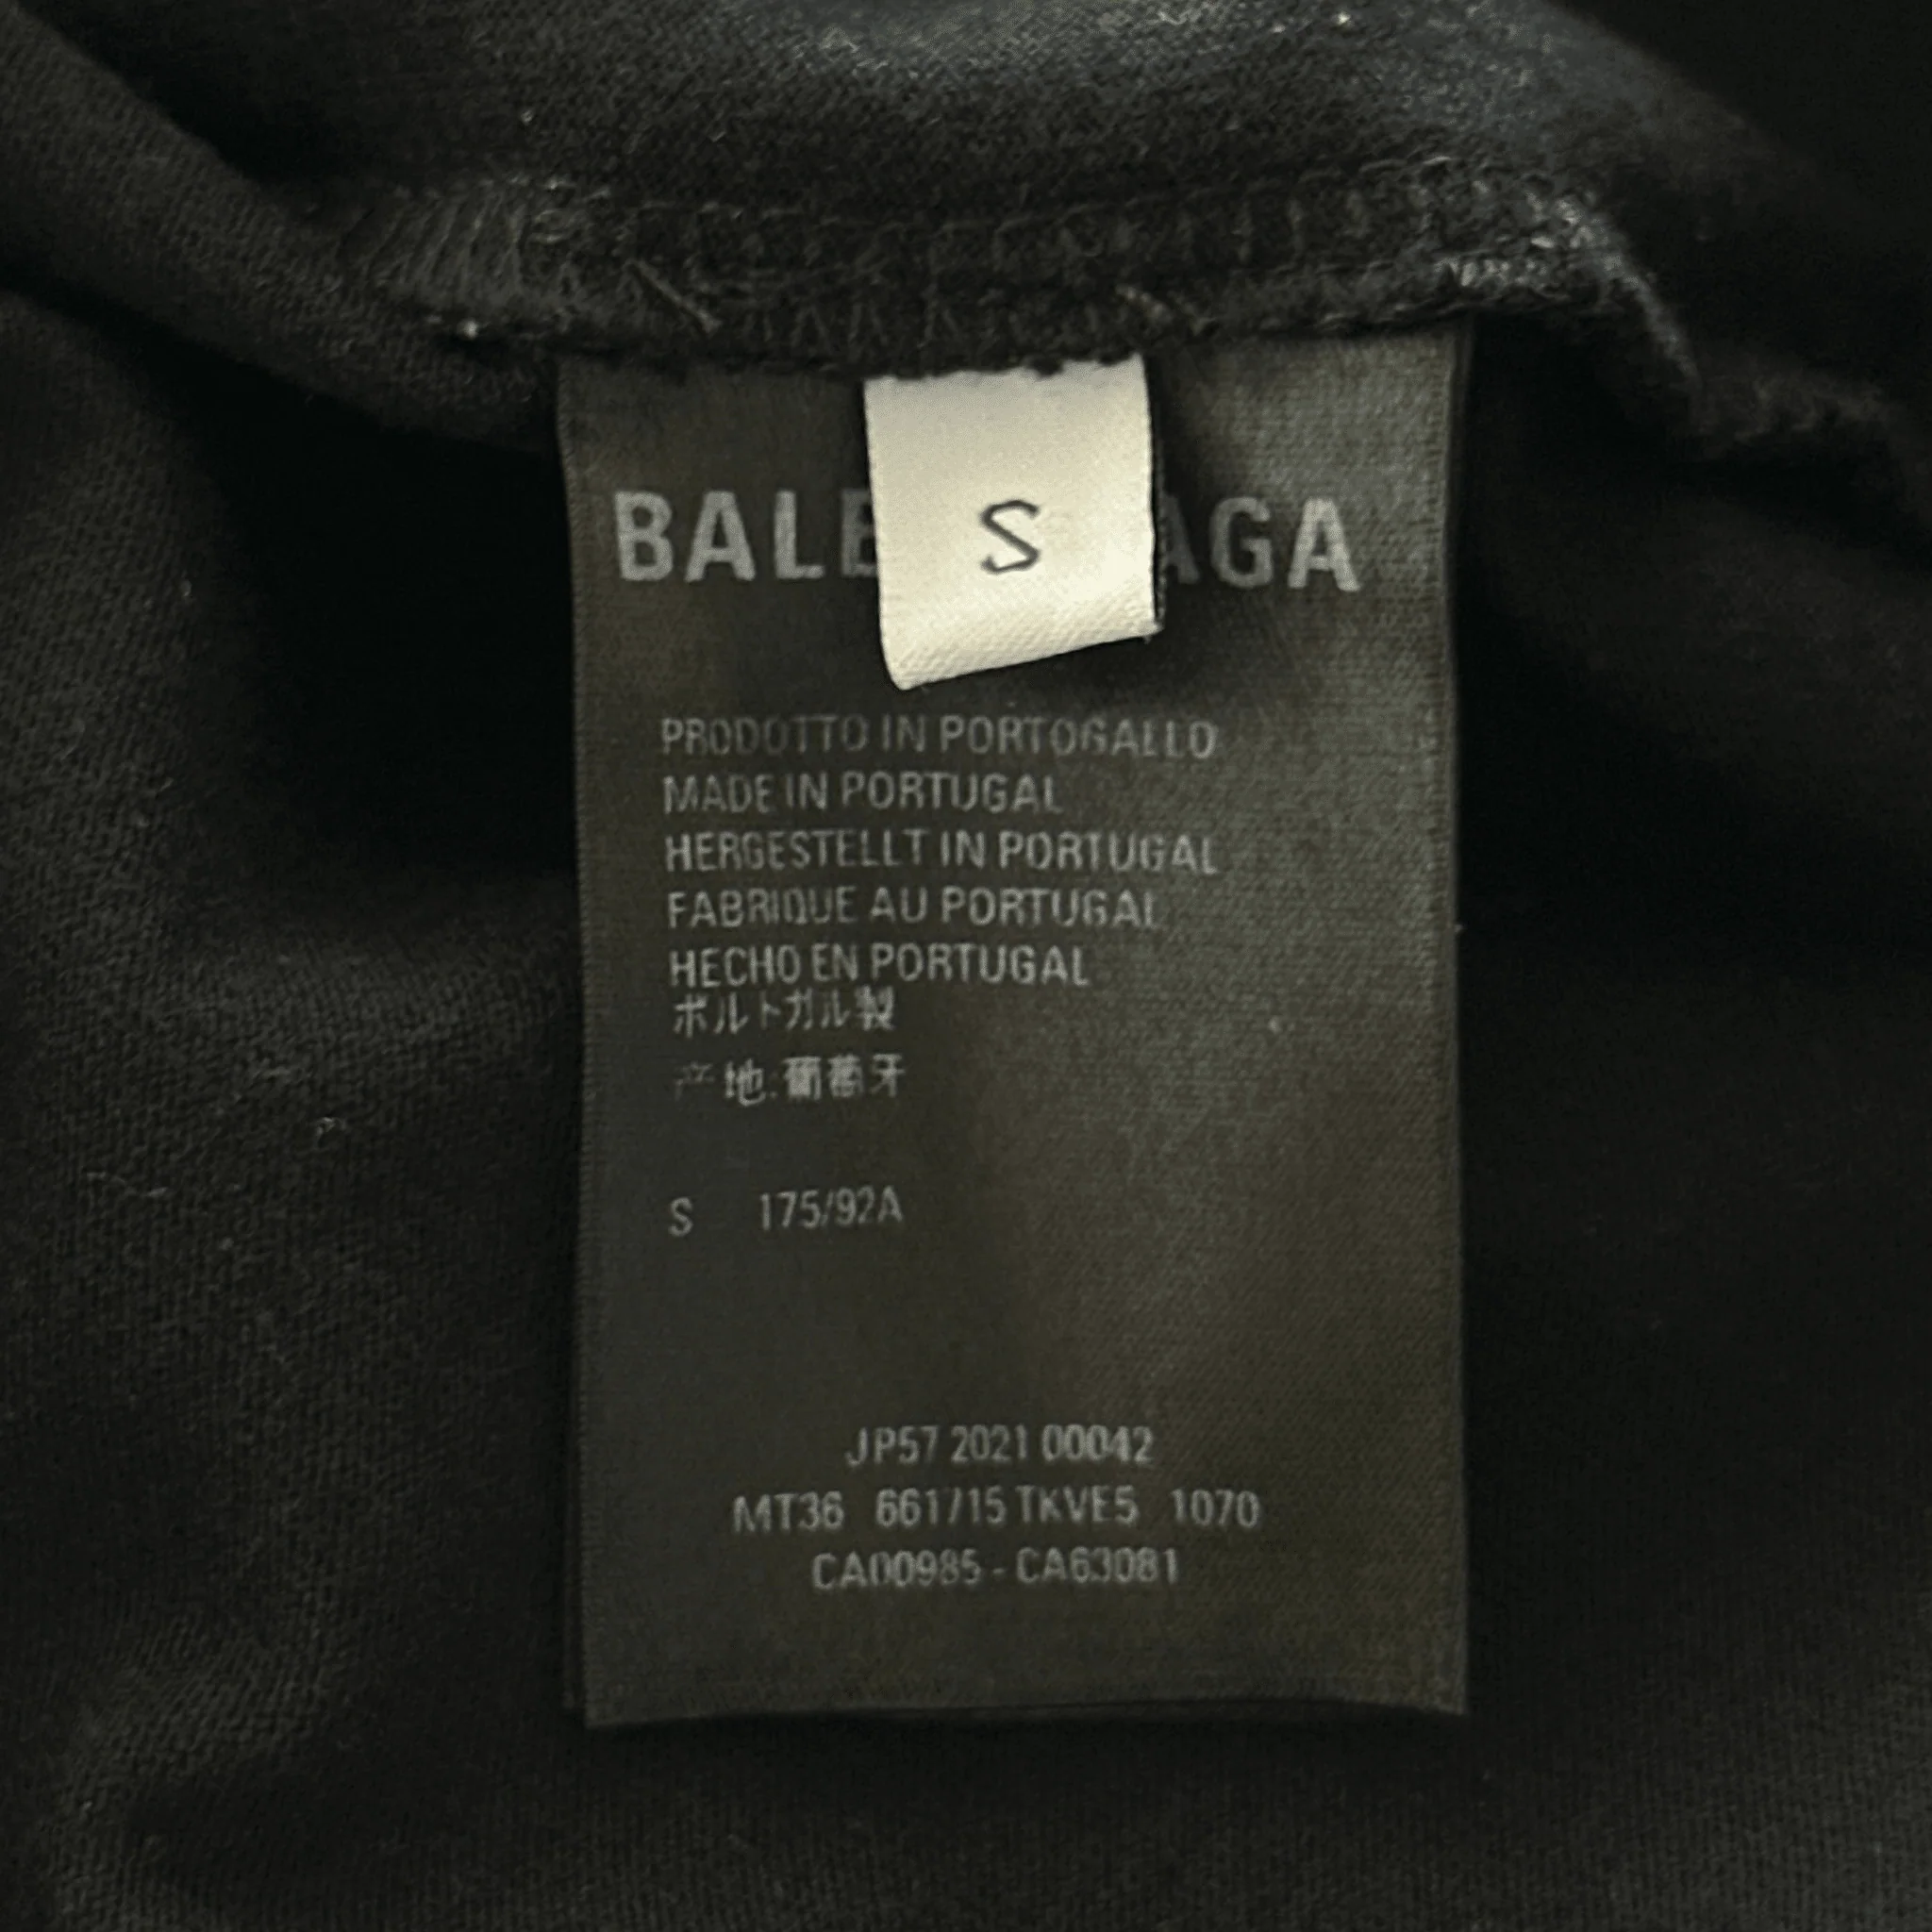 BALE AGA
S
PRODOTTO IN PORTOGALLO
MADE IN PORTUGAL
HERGESTELLT IN PORTUGAL
FABRIQUE AU PORTUGAL
HECHO EN PORTUGAL
ポルトガル製
产地:葡萄牙
S 175/92A
JP57 2021 00042
MT36 661715 TKVE5 1070
CA00985 - CA63081